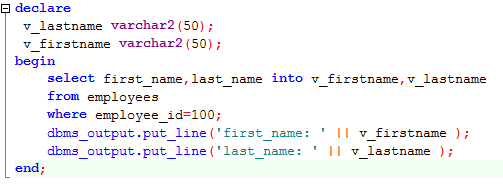 declare
v_lastname varchar2(50);
v_firstname varchar2(50);
begin
select first_name,last_name into v_firstname,v_lastname
from employees
where employee_id=100;
dbms_output.put_line('first_name: ' || v_firstname );
dbms_output.put_line('last_name: ' || v_lastname );
end;